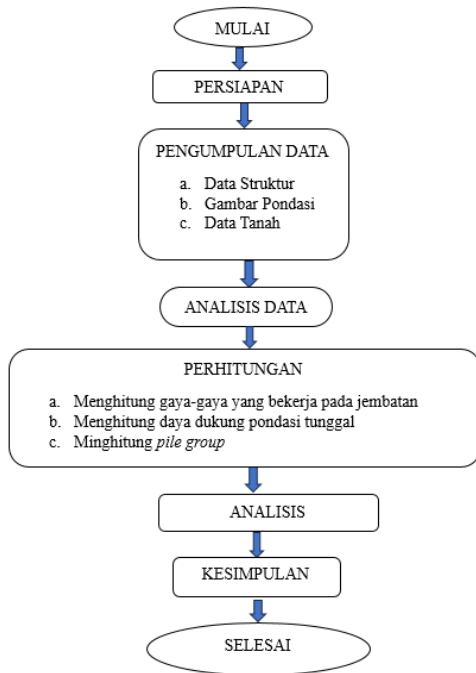 MULAI
PERSIAPAN
PENGUMPULAN DATA
a. Data Struktur
b. Gambar Pondasi
c. Data Tanah
ANALISIS DATA
PERHITUNGAN
a. Menghitung gaya-gaya yang bekerja pada jembatan
b. Menghitung daya dukung pondasi tunggal
c. Minghitung pile group
ANALISIS
KESIMPULAN
SELESAI